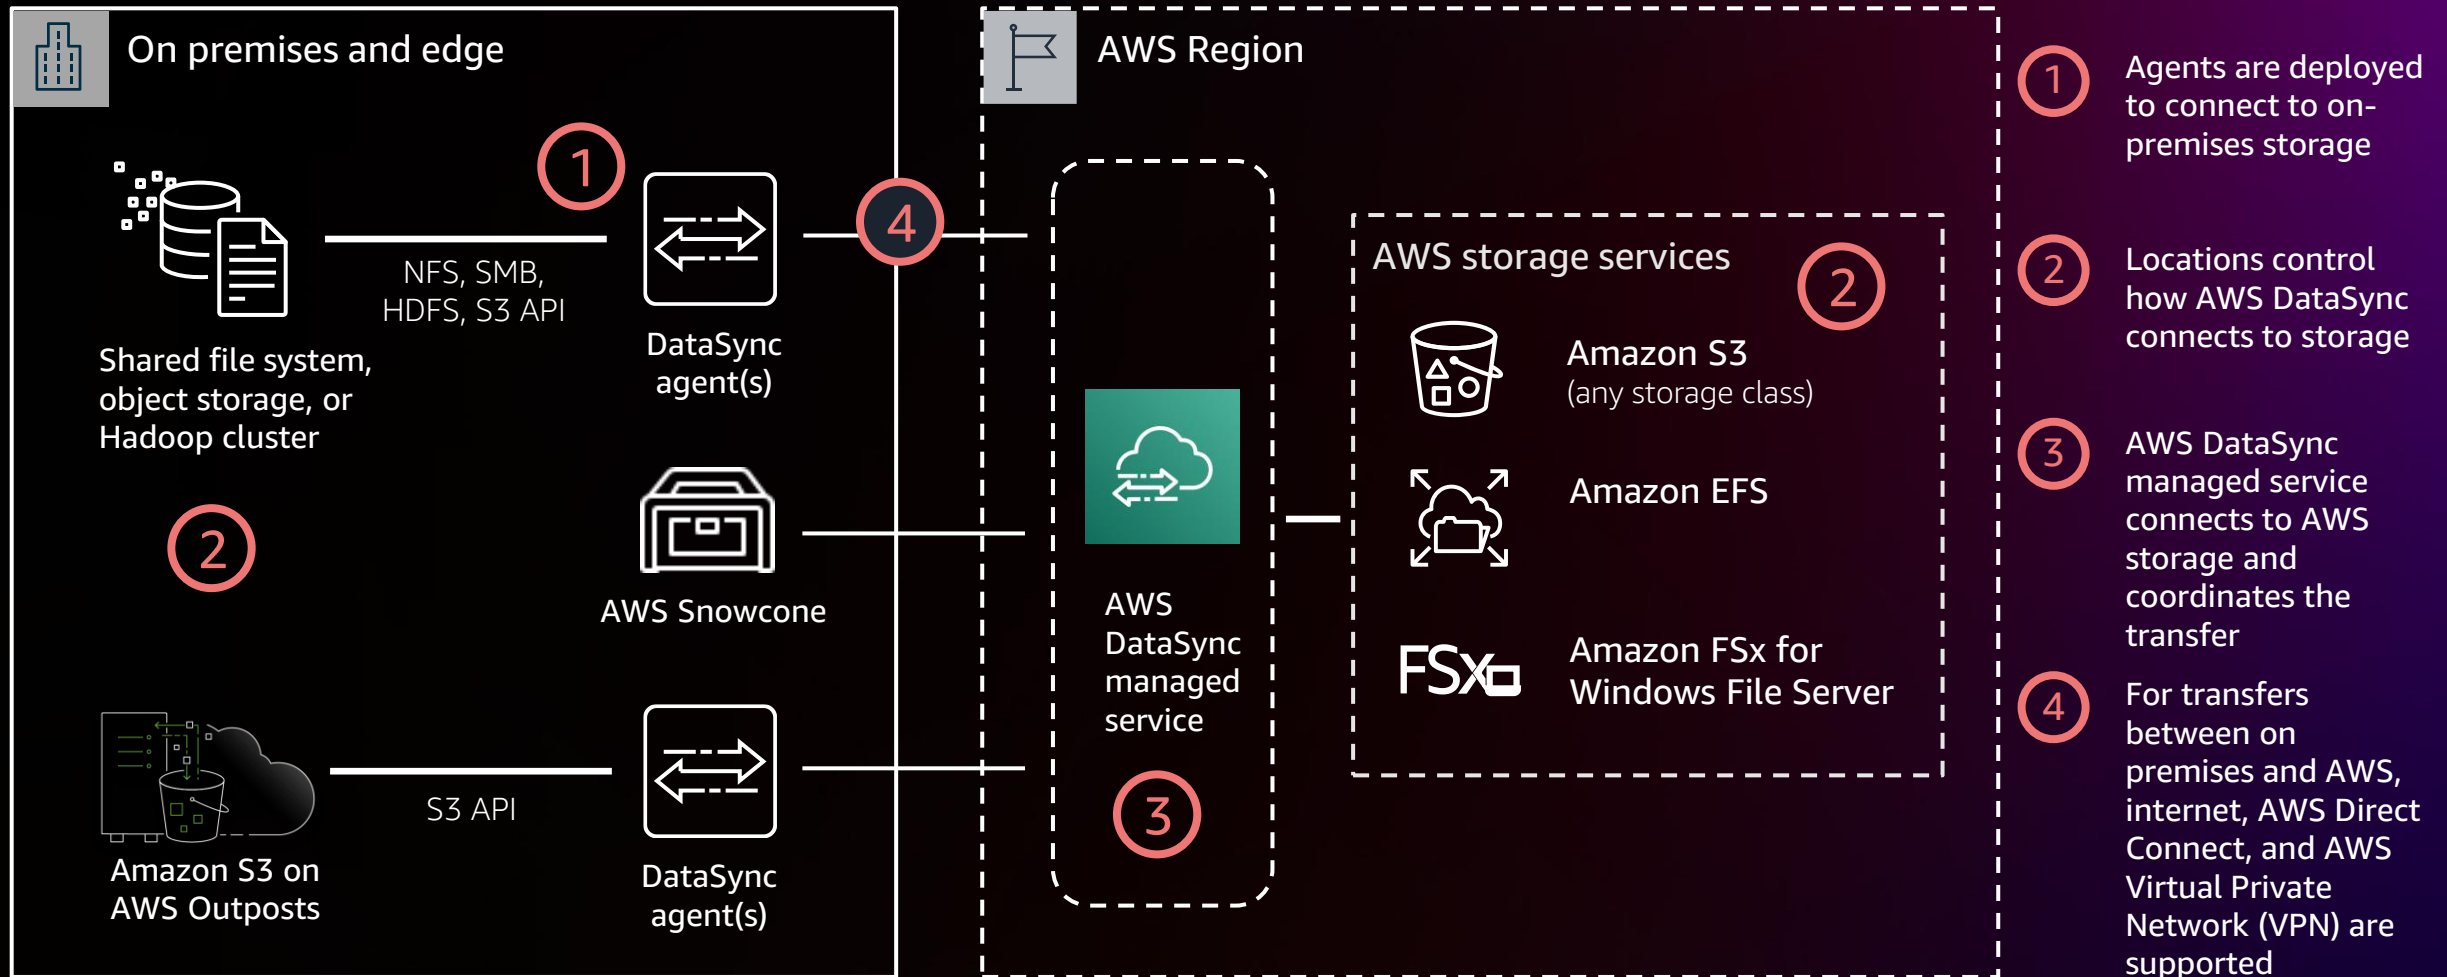 On premises and edge
1
NFS, SMB,
HDFS, S3 API
Shared file system,
object storage, or
Hadoop cluster
DataSync
agent(s)
4
2
AWS Snowcone
S3 API
Amazon S3 on
AWS Outposts
DataSync
agent(s)
AWS Region
AWS
DataSync
managed
service
3
AWS storage services
2
Amazon S3
(any storage class)
Amazon EFS
FSx
Amazon FSx for
Windows File Server
1
Agents are deployed
to connect to on-
premises storage
2
Locations control
how AWS DataSync
connects to storage
3
AWS DataSync
managed service
connects to AWS
storage and
coordinates the
transfer
4
For transfers
between on
premises and AWS,
internet, AWS Direct
Connect, and AWS
Virtual Private
Network (VPN) are
supported